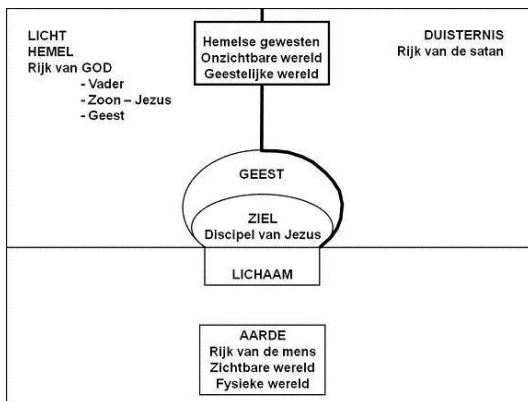 LICHT
HEMEL
Rijk van GOD
- Vader
- Zoon – Jezus
- Geest
Hemelse gewesten
Onzichtbare wereld
Geestelijke wereld
DUISTERNIS
Rijk van de satan
GEEST
ZIEL
Discipel van Jezus
LICHAAM
AARDE
Rijk van de mens
Zichtbare wereld
Fysieke wereld